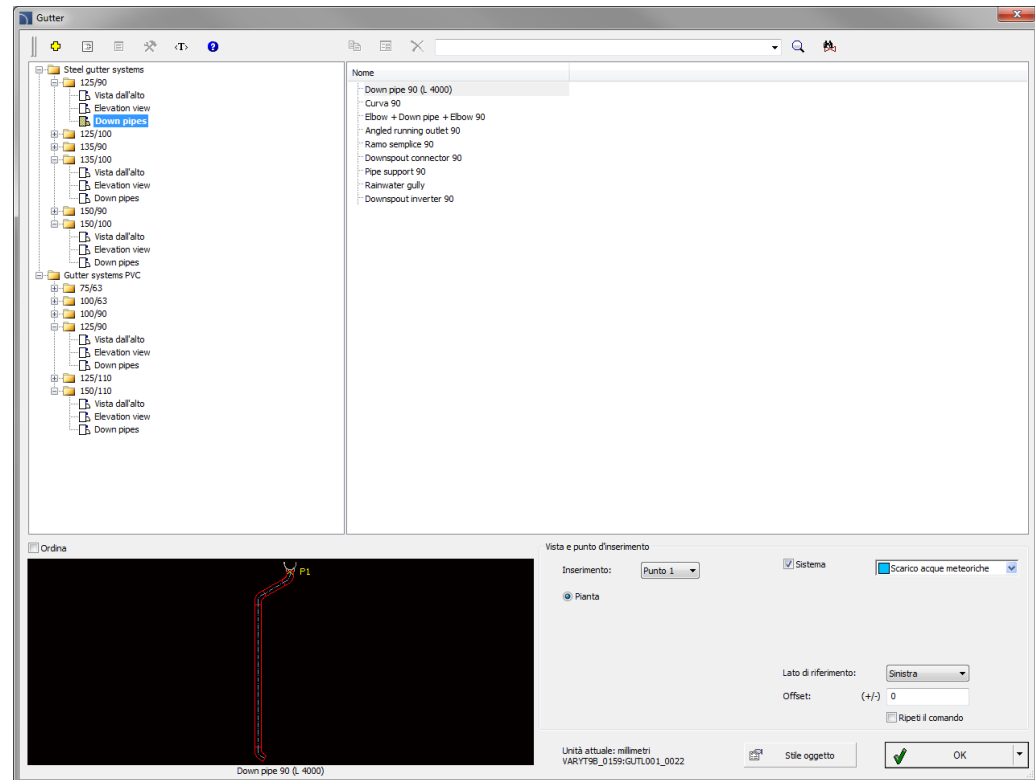 Gutter
<T>
Steel gutter systems
125/90
Vista dall'alto
Elevation view
Down pipes
125/100
135/90
135/100
Vista dall'alto
Elevation view
Down pipes
150/90
150/100
Vista dall'alto
Elevation view
Down pipes
Gutter systems PVC
75/63
100/63
100/90
125/90
Vista dall'alto
Elevation view
Down pipes
125/110
150/110
Vista dall'alto
Elevation view
Down pipes
Nome
Down pipe 90 (L 4000)
Curva 90
Elbow + Down pipe + Elbow 90
Angled running outlet 90
Ramo semplice 90
Downspout connector 90
Pipe support 90
Rainwater gully
Downspout inverter 90
Ordina
P1
Down pipe 90 (L 4000)
Vista e punto d'inserimento
Inserimento: Punto 1
Sistema Scarico acque meteoriche
Pianta
Lato di riferimento: Sinistra
Offset: (+/-) 0
Ripeti il comando
Unità attuale: millimetri
VARYT9B_0159:GUTL001_0022
Stile oggetto
OK